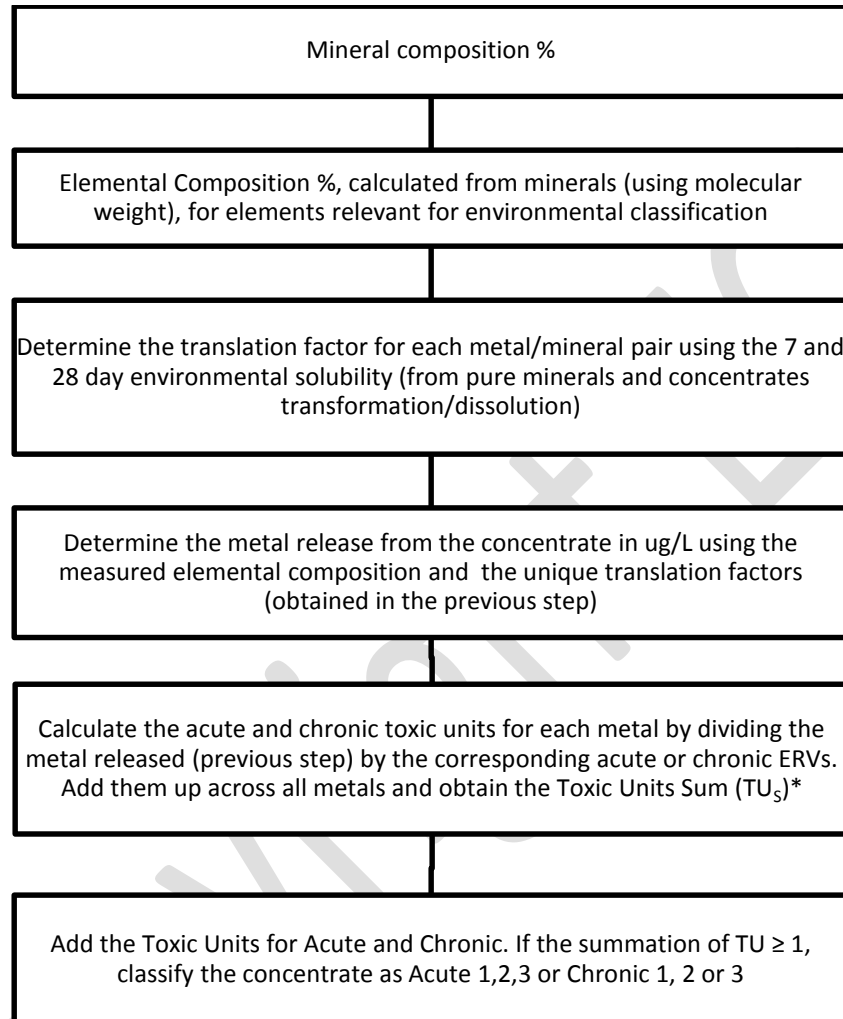 Mineral composition %
Elemental Composition %, calculated from minerals (using molecular
weight), for elements relevant for environmental classification
Determine the translation factor for each metal/mineral pair using the 7 and
28 day environmental solubility (from pure minerals and concentrates
transformation/dissolution)
Determine the metal release from the concentrate in ug/L using the
measured elemental composition and the unique translation factors
(obtained in the previous step)
Calculate the acute and chronic toxic units for each metal by dividing the
metal released (previous step) by the corresponding acute or chronic ERVs.
Add them up across all metals and obtain the Toxic Units Sum (TUS)*
Add the Toxic Units for Acute and Chronic. If the summation of TU ≥ 1,
classify the concentrate as Acute 1,2,3 or Chronic 1, 2 or 3